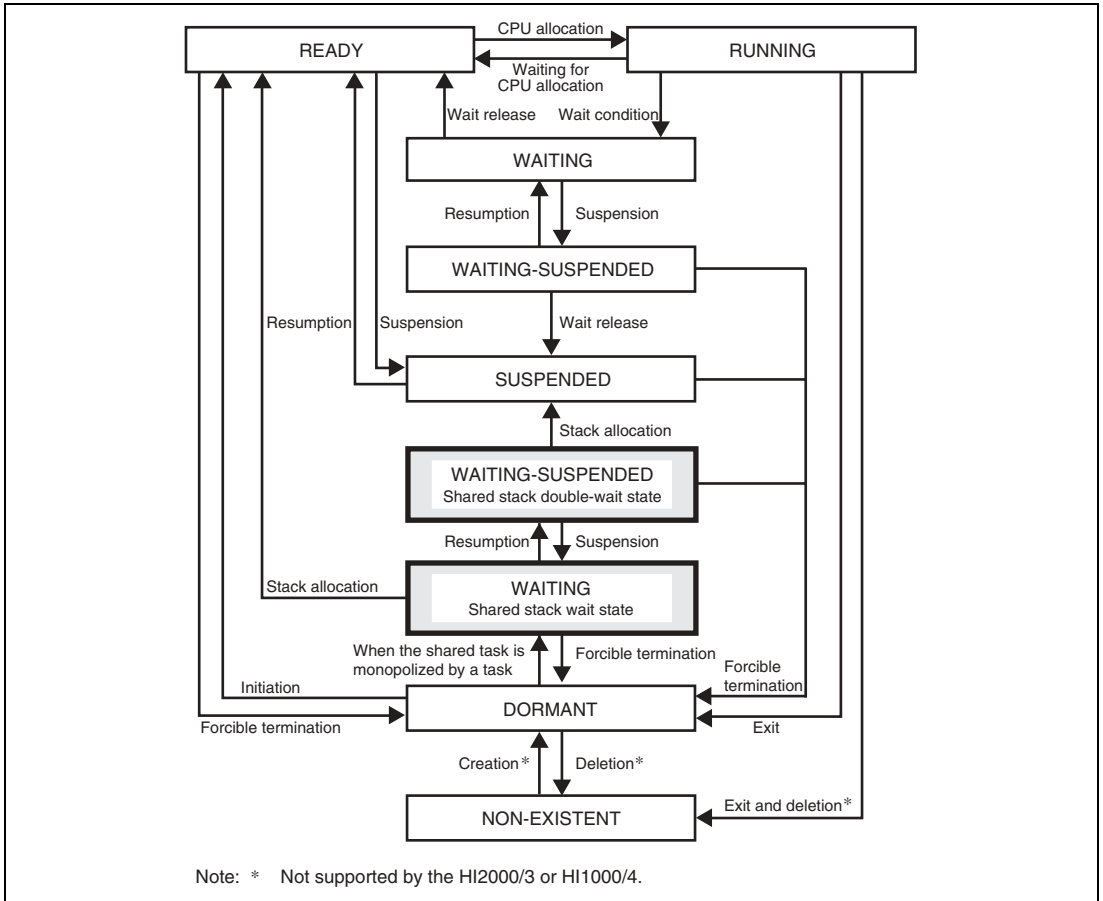 CPU allocation
READY
RUNNING
Waiting for
CPU allocation
Wait release
Wait condition
WAITING
Resumption
Suspension
WAITING-SUSPENDED
Resumption
Suspension
Wait release
SUSPENDED
Stack allocation
WAITING-SUSPENDED
Shared stack double-wait state
Resumption
Suspension
Stack allocation
WAITING
Shared stack wait state
When the shared task is
monopolized by a task
Forcible termination
Forcible
termination
Initiation
DORMANT
Forcible termination
Exit
Creation*
Deletion*
NON-EXISTENT
Exit and deletion*
Note: * Not supported by the HI2000/3 or HI1000/4.